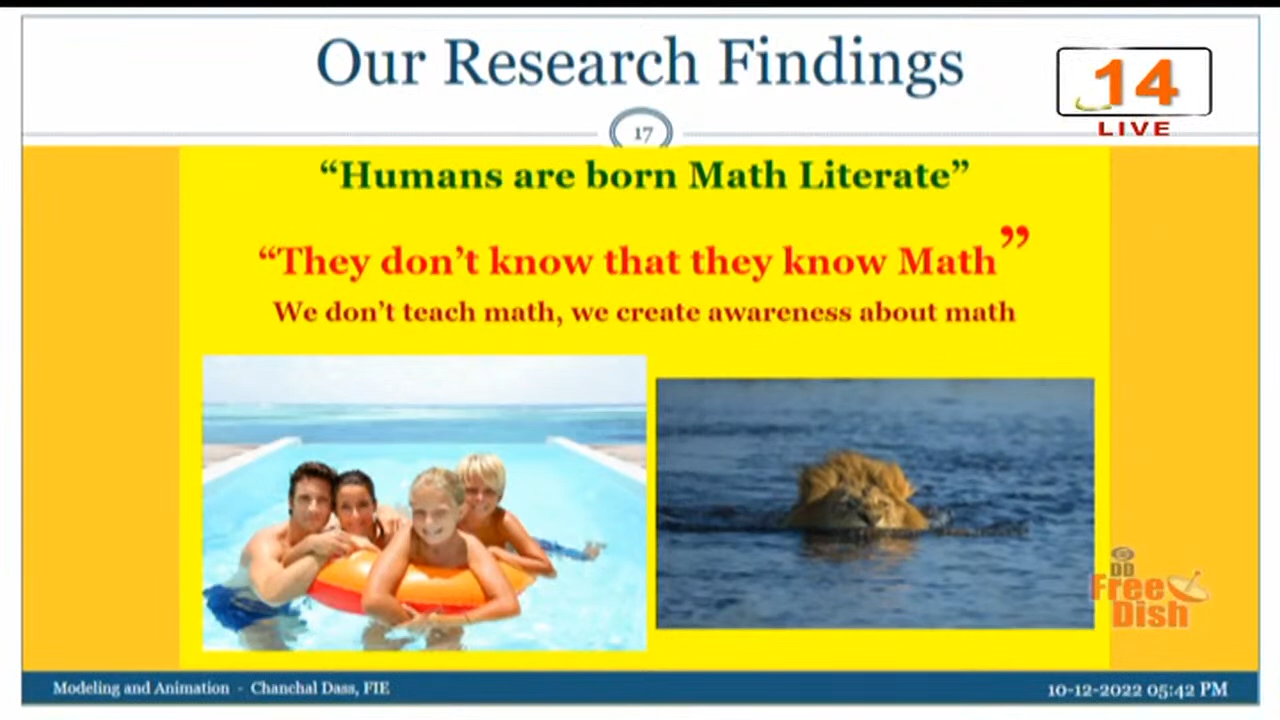 Our Research Findings
14
LIVE
17
“Humans are born Math Literate”
“They don’t know that they know Math”
We don’t teach math, we create awareness about math
DD
Free
Dish
Modeling and Animation - Chanchal Dass, FIE
10-12-2022 05:42 PM